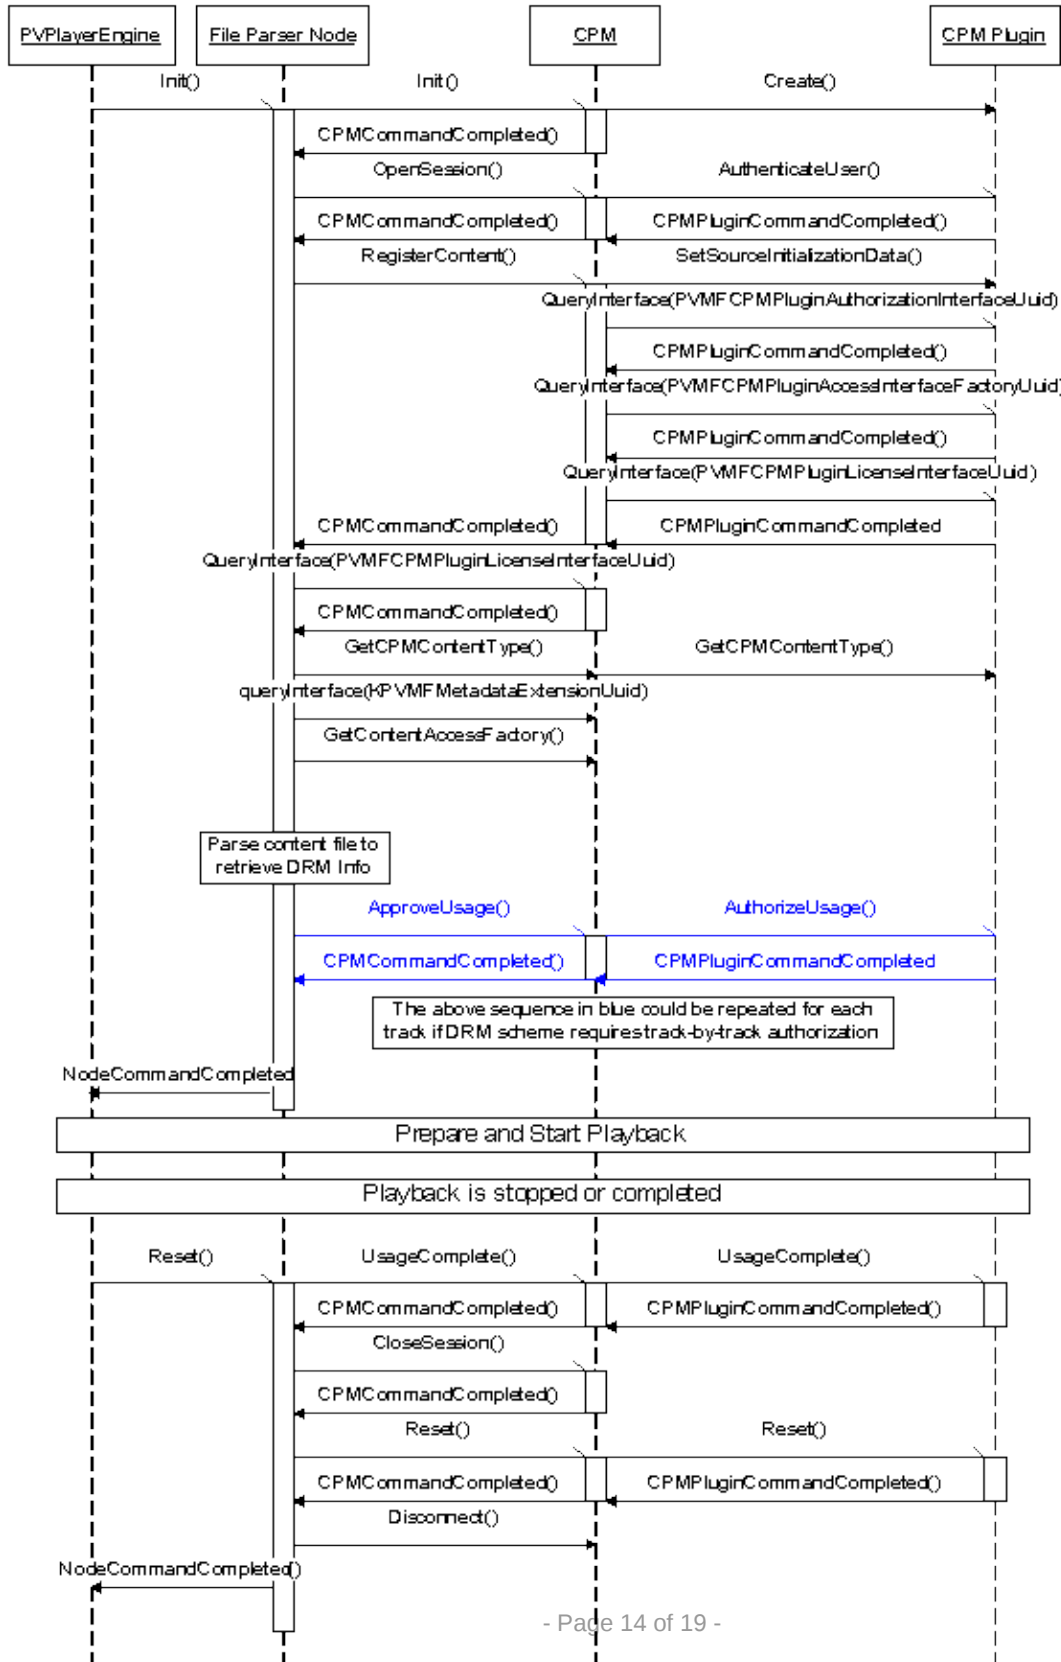 PVPlayerEngine
File Parser Node
CPM
CPM Plugin
Init()
Init()
Create()
CPMCommandCompleted()
OpenSession()
AuthenticateUser()
CPMCommandCompleted()
CPMPluginCommandCompleted()
RegisterContent()
SetSourceInitializationData()
QueryInterface(PVMFCPMPluginAuthorizationInterfaceUuid)
CPMPluginCommandCompleted()
QueryInterface(PVMFCPMPluginAccessInterfaceFactoryUuid)
CPMPluginCommandCompleted()
QueryInterface(PVMFCPMPluginLicenseInterfaceUuid)
CPMCommandCompleted()
CPMPluginCommandCompleted
QueryInterface(PVMFCPMPluginLicenseInterfaceUuid)
CPMCommandCompleted()
GetCPMContentType()
GetCPMContentType()
queryInterface(KPVMFMetadataExtensionUuid)
GetContentAccessFactory()
Parse content file to
retrieve DRM Info
ApproveUsage()
AuthorizeUsage()
CPMCommandCompleted()
CPMPluginCommandCompleted
The above sequence in blue could be repeated for each
track if DRM scheme requires track-by-track authorization
NodeCommandCompleted
Prepare and Start Playback
Playback is stopped or completed
Reset()
UsageComplete()
UsageComplete()
CPMCommandCompleted()
CPMPluginCommandCompleted()
CloseSession()
CPMCommandCompleted()
Reset()
Reset()
CPMCommandCompleted()
CPMPluginCommandCompleted()
Disconnect()
NodeCommandCompleted()
- Page 14 of 19 -